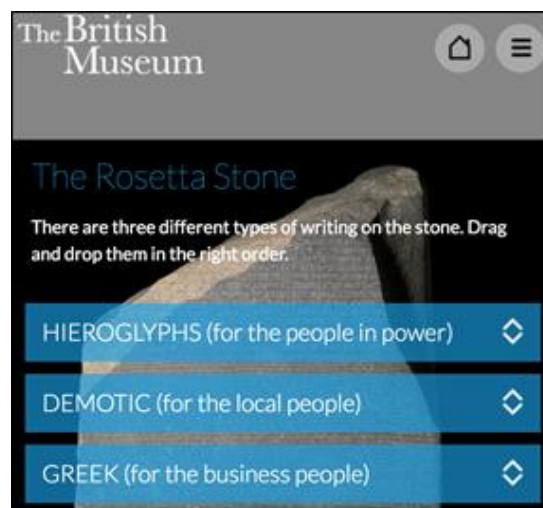 The British
Museum
The Rosetta Stone
There are three different types of writing on the stone. Drag
and drop them in the right order.
HIEROGLYPHS (for the people in power)
DEMOTIC (for the local people)
GREEK (for the business people)